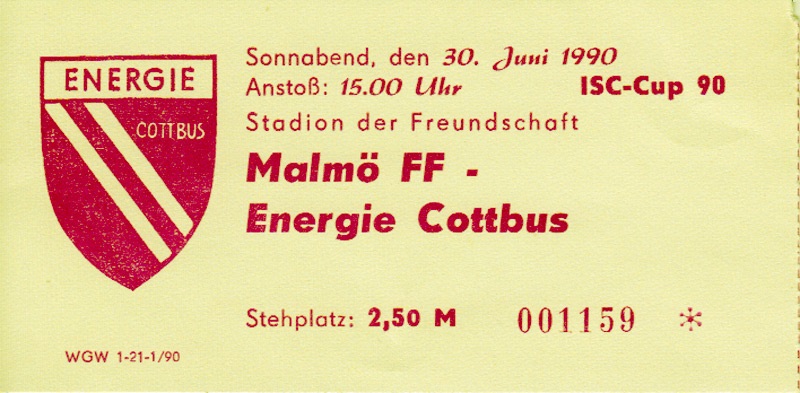 ENERGIE
COTTBUS
Sonnabend, den 30. Juni 1990
Anstoß: 15.00 Uhr ISC-Cup 90
Stadion der Freundschaft
Malmö FF -
Energie Cottbus
Stehplatz: 2,50 M 001159 *
WGW 1-21-1/90